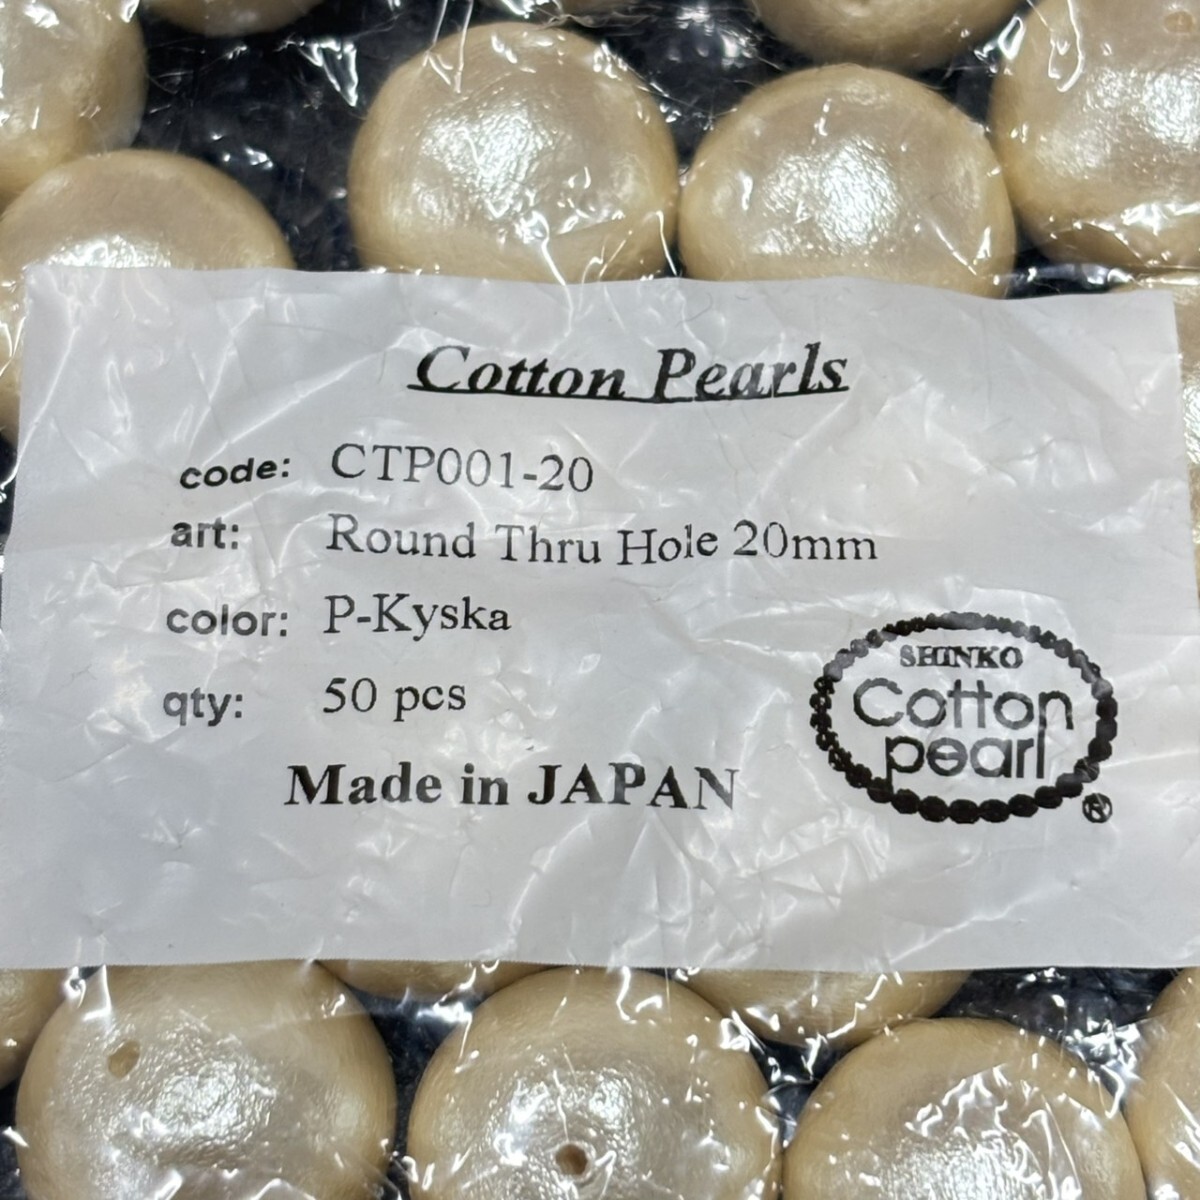 Cotton Pearls
code: CTP001-20
art: Round Thru Hole 20mm
color: P-Kyska
qty: 50 pcs
Made in JAPAN
SHINKO
Cotton
pearl
®